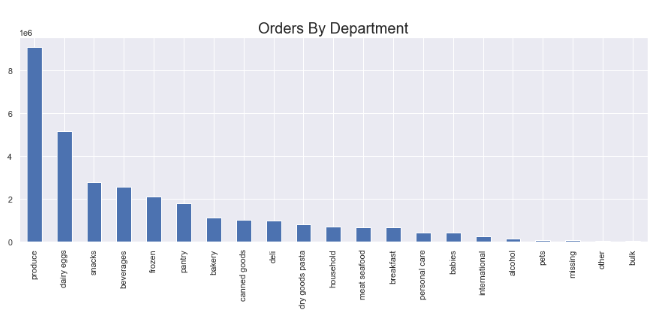 Orders By Department
1e6
8
6
4
2
0
produce
dairy eggs
snacks
beverages
frozen
pantry
bakery
canned goods
deli
dry goods pasta
household
meat seafood
breakfast
personal care
babies
international
alcohol
pets
missing
other
bulk